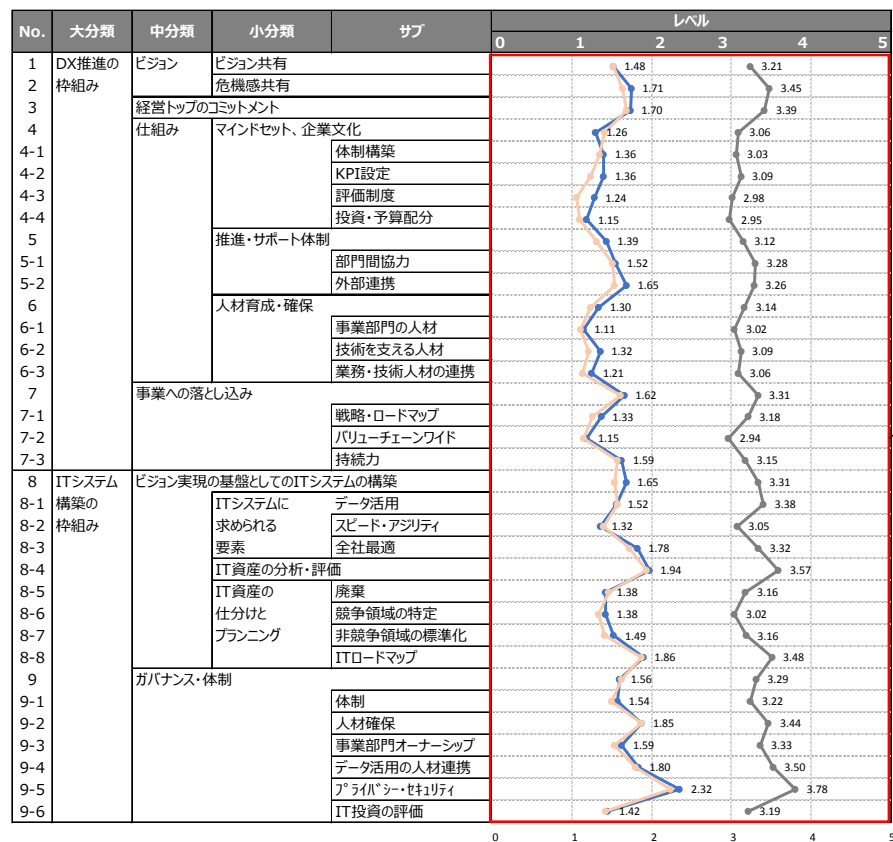 No. 大分類 中分類 小分類 サブ レベル
0 1 2 3 4 5
1 DX推進の ビジョン ビジョン共有 1.48 3.21
2 枠組み 危機感共有 1.71 3.45
3 経営トップのコミットメント 1.70 3.39
4 仕組み マインドセット、企業文化 1.26 3.06
4-1 体制構築 1.36 3.03
4-2 KPI設定 1.36 3.09
4-3 評価制度 1.24 2.98
4-4 投資・予算配分 1.15 2.95
5 推進・サポート体制 1.39 3.12
5-1 部門間協力 1.52 3.28
5-2 外部連携 1.65 3.26
6 人材育成・確保 1.30 3.14
6-1 事業部門の人材 1.11 3.02
6-2 技術を支える人材 1.32 3.09
6-3 業務・技術人材の連携 1.21 3.06
7 事業への落とし込み 1.62 3.31
7-1 戦略・ロードマップ 1.33 3.18
7-2 バリューチェーンワイド 1.15 2.94
7-3 持続力 1.59 3.15
8 ITシステム ビジョン実現の基盤としてのITシステムの構築 1.65 3.31
8-1 構築の ITシステムに データ活用 1.52 3.38
8-2 枠組み 求められる スピード・アジリティ 1.32 3.05
8-3 要素 全社最適 1.78 3.32
8-4 IT資産の分析・評価 1.94 3.57
8-5 IT資産の 廃棄 1.38 3.16
8-6 仕分けと 競争領域の特定 1.38 3.02
8-7 プランニング 非競争領域の標準化 1.49 3.16
8-8 ITロードマップ 1.86 3.48
9 ガバナンス・体制 1.56 3.29
9-1 体制 1.54 3.22
9-2 人材確保 1.85 3.44
9-3 事業部門オーナーシップ 1.59 3.33
9-4 データ活用の人材連携 1.80 3.50
9-5 プライバシー・セキュリティ 2.32 3.78
9-6 IT投資の評価 1.42 3.19
0 1 2 3 4 5